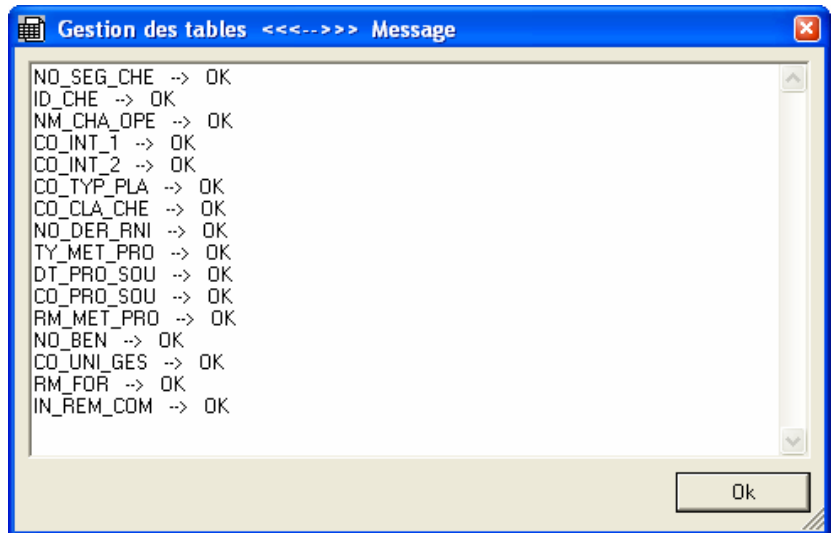 Gestion des tables <<<-->>> Message
NO_SEG_CHE --> OK
ID_CHE --> OK
NM_CHA_OPE --> OK
CO_INT_1 --> OK
CO_INT_2 --> OK
CO_TYP_PLA --> OK
CO_CLA_CHE --> OK
NO_DER_RNI --> OK
TY_MET_PRO --> OK
DT_PRO_SOU --> OK
CO_PRO_SOU --> OK
RM_MET_PRO --> OK
NO_BEN --> OK
CO_UNI_GES --> OK
RM_FOR --> OK
IN_REM_COM --> OK
Ok